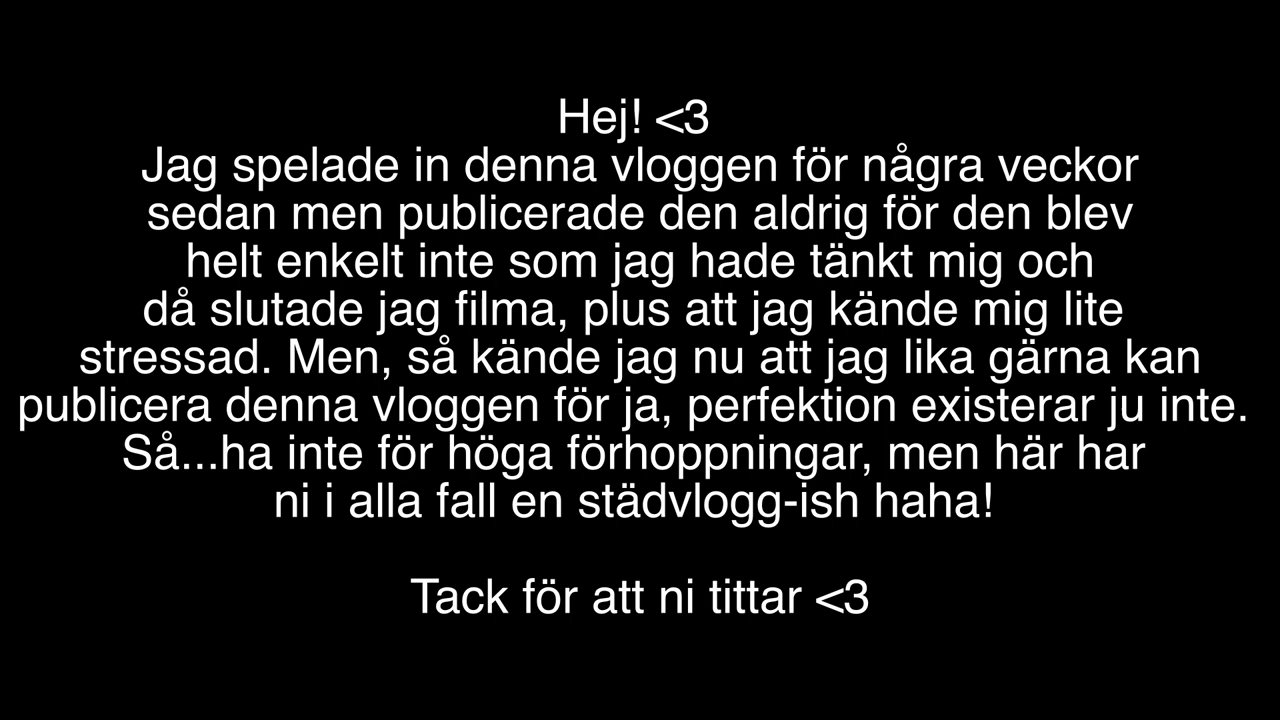 Hej! <3
Jag spelade in denna vloggen för några veckor
sedan men publicerade den aldrig för den blev
helt enkelt inte som jag hade tänkt mig och
då slutade jag filma, plus att jag kände mig lite
stressad. Men, så kände jag nu att jag lika gärna kan
publicera denna vloggen för ja, perfektion existerar ju inte.
Så...ha inte för höga förhoppningar, men här har
ni i alla fall en städvlogg-ish haha!
Tack för att ni tittar <3